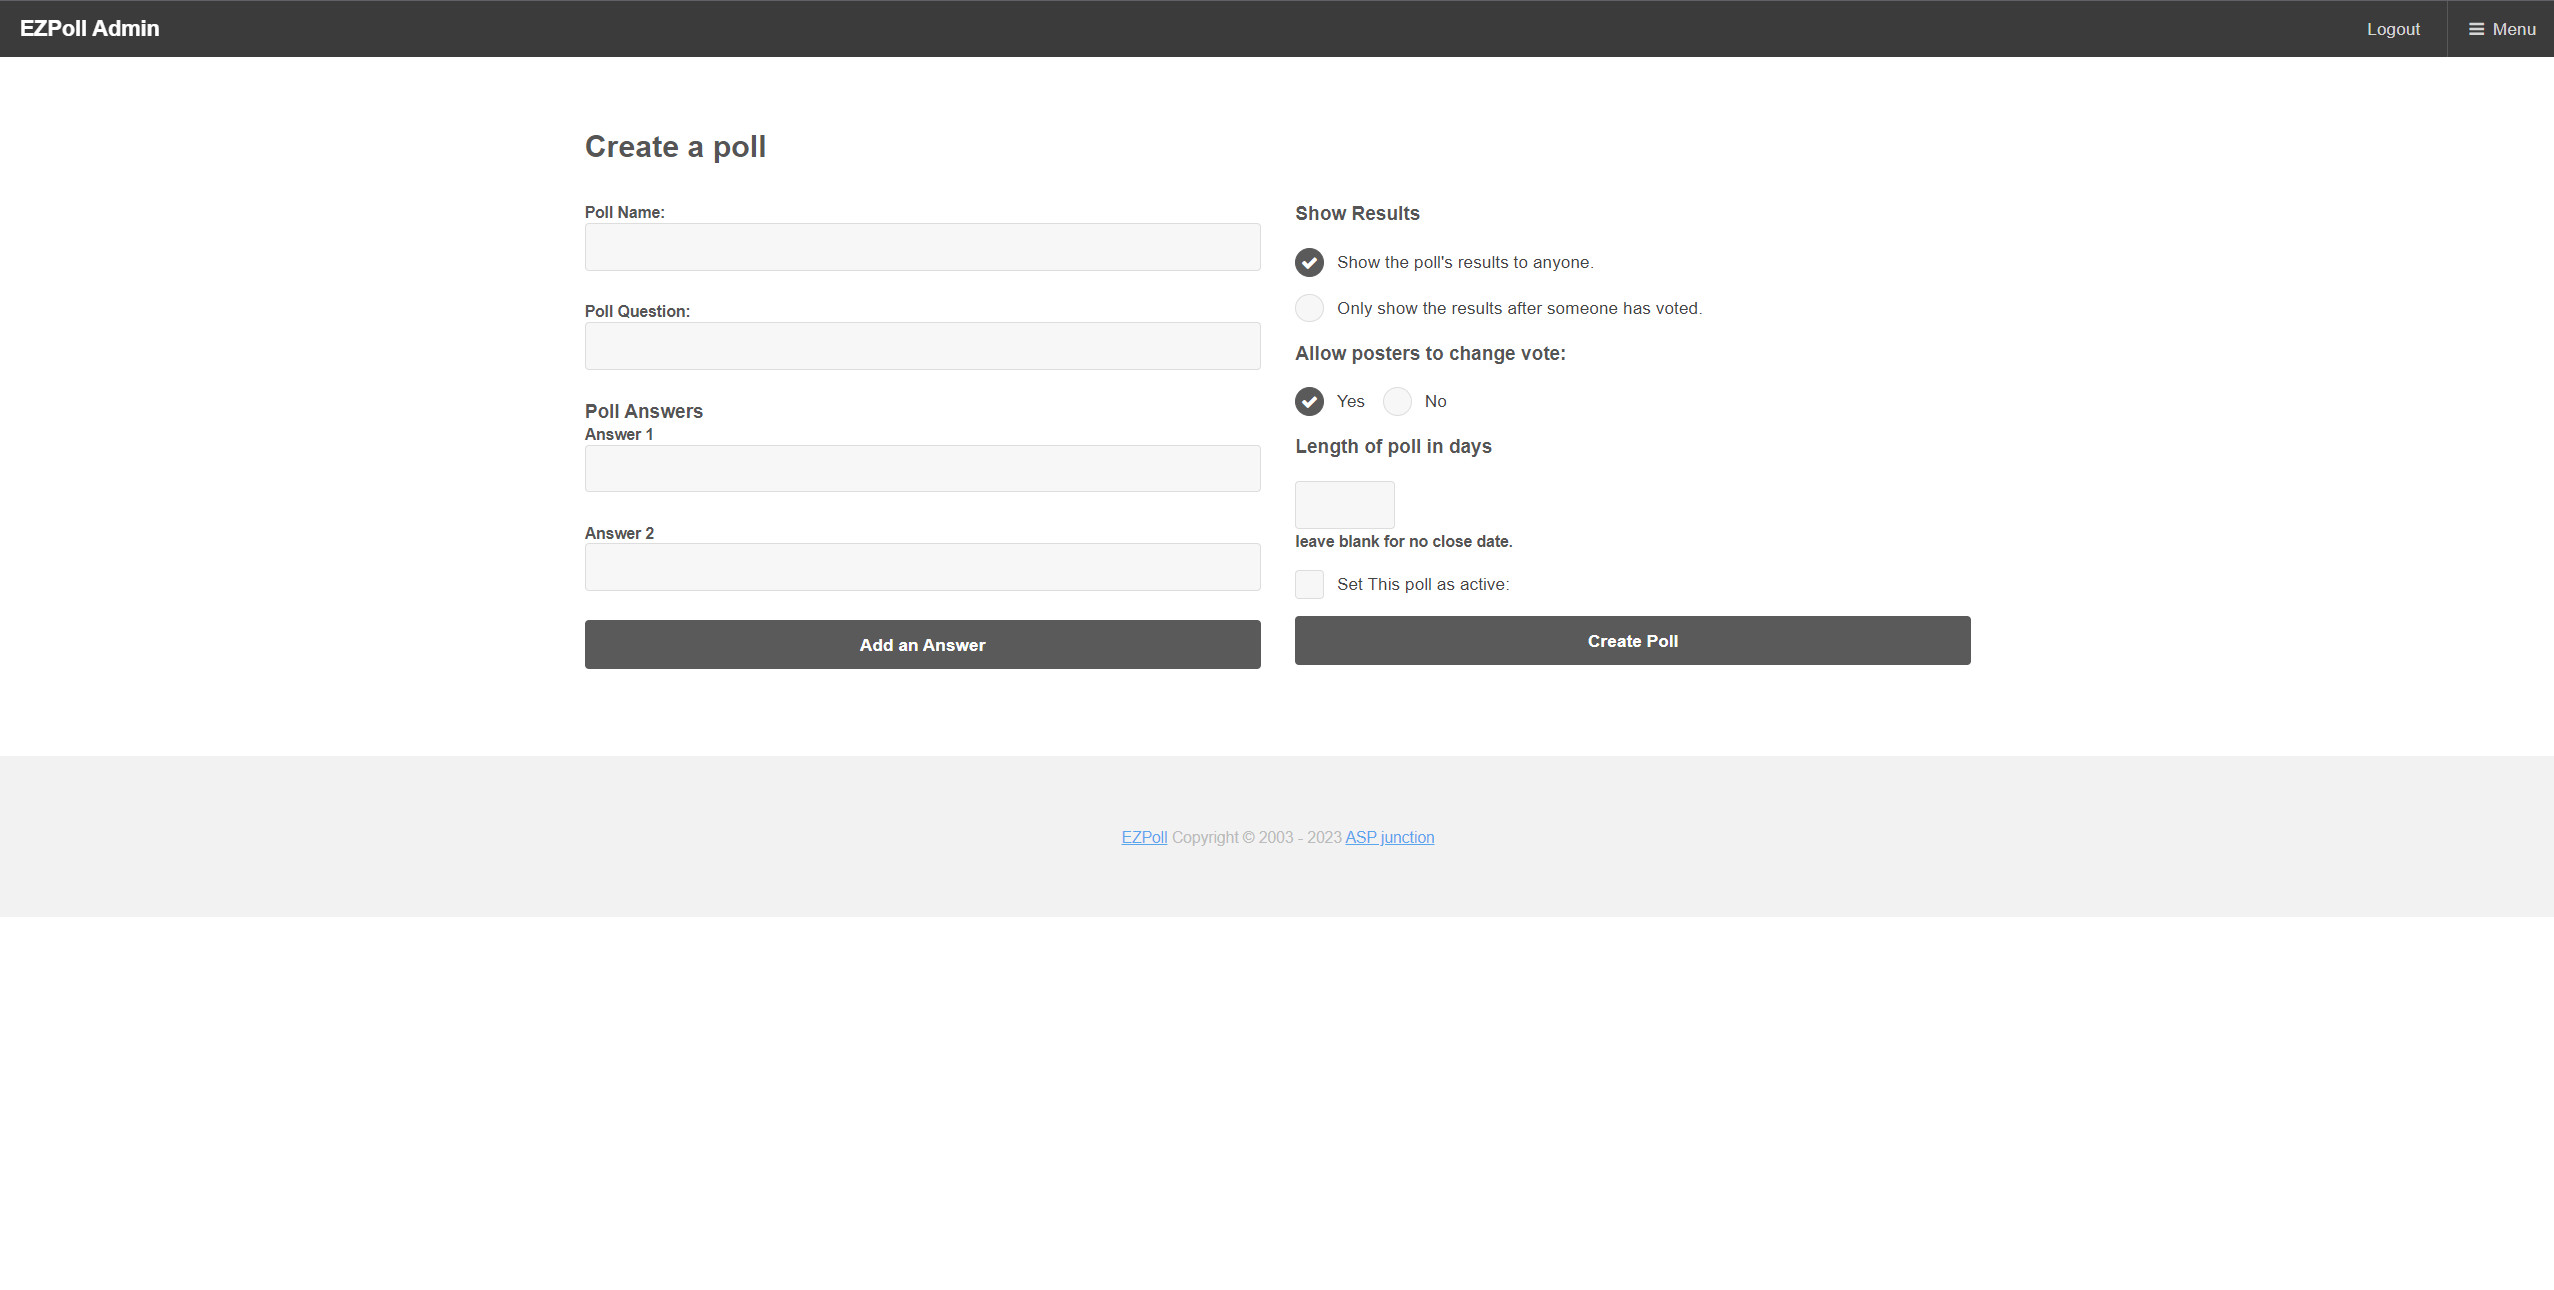 EZPoll Admin
Logout
Menu
Create a poll
Poll Name:
Poll Question:
Poll Answers
Answer 1
Answer 2
Add an Answer
Show Results
Show the poll's results to anyone.
Only show the results after someone has voted.
Allow posters to change vote:
Yes No
Length of poll in days
leave blank for no close date.
Set This poll as active:
Create Poll
EZPoll Copyright © 2003 - 2023 ASP junction